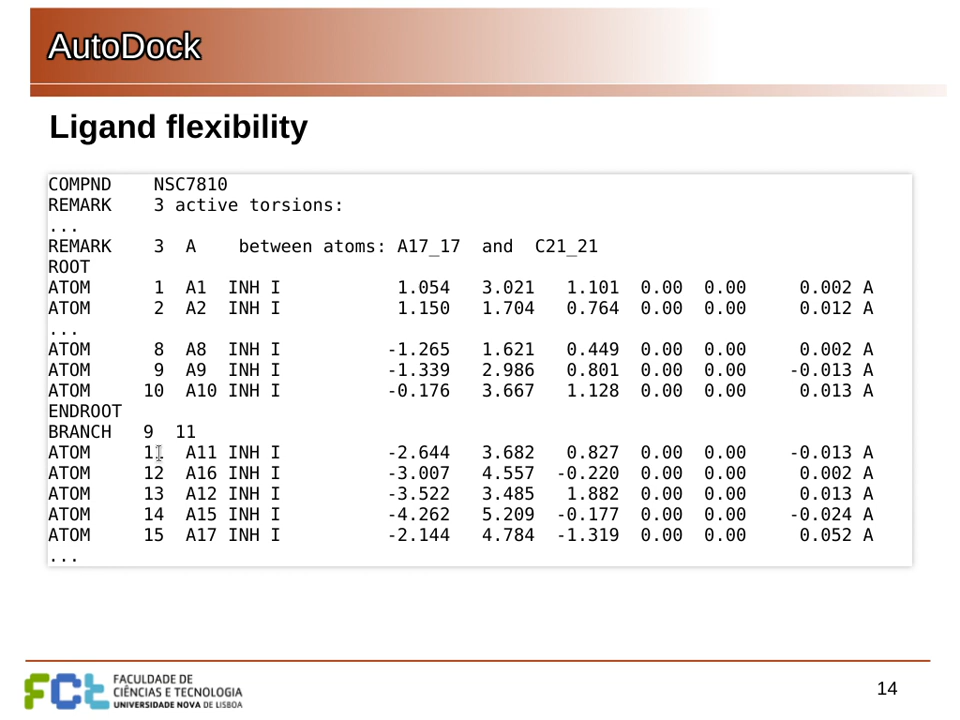 AutoDock
Ligand flexibility
COMPND    NSC7810
REMARK    3 active torsions:
...
REMARK    3  A    between atoms: A17_17  and  C21_21
ROOT
ATOM      1  A1  INH I           1.054   3.021   1.101  0.00  0.00     0.002 A
ATOM      2  A2  INH I           1.150   1.704   0.764  0.00  0.00     0.012 A
...
ATOM      8  A8  INH I          -1.265   1.621   0.449  0.00  0.00     0.002 A
ATOM      9  A9  INH I          -1.339   2.986   0.801  0.00  0.00    -0.013 A
ATOM     10  A10 INH I          -0.176   3.667   1.128  0.00  0.00     0.013 A
ENDROOT
BRANCH   9  11
ATOM     11  A11 INH I          -2.644   3.682   0.827  0.00  0.00    -0.013 A
ATOM     12  A16 INH I          -3.007   4.557  -0.220  0.00  0.00     0.002 A
ATOM     13  A12 INH I          -3.522   3.485   1.882  0.00  0.00     0.013 A
ATOM     14  A15 INH I          -4.262   5.209  -0.177  0.00  0.00    -0.024 A
ATOM     15  A17 INH I          -2.144   4.784  -1.319  0.00  0.00     0.052 A
...
FCt
FACULDADE DE
CIÊNCIAS E TECNOLOGIA
UNIVERSIDADE NOVA DE LISBOA
14